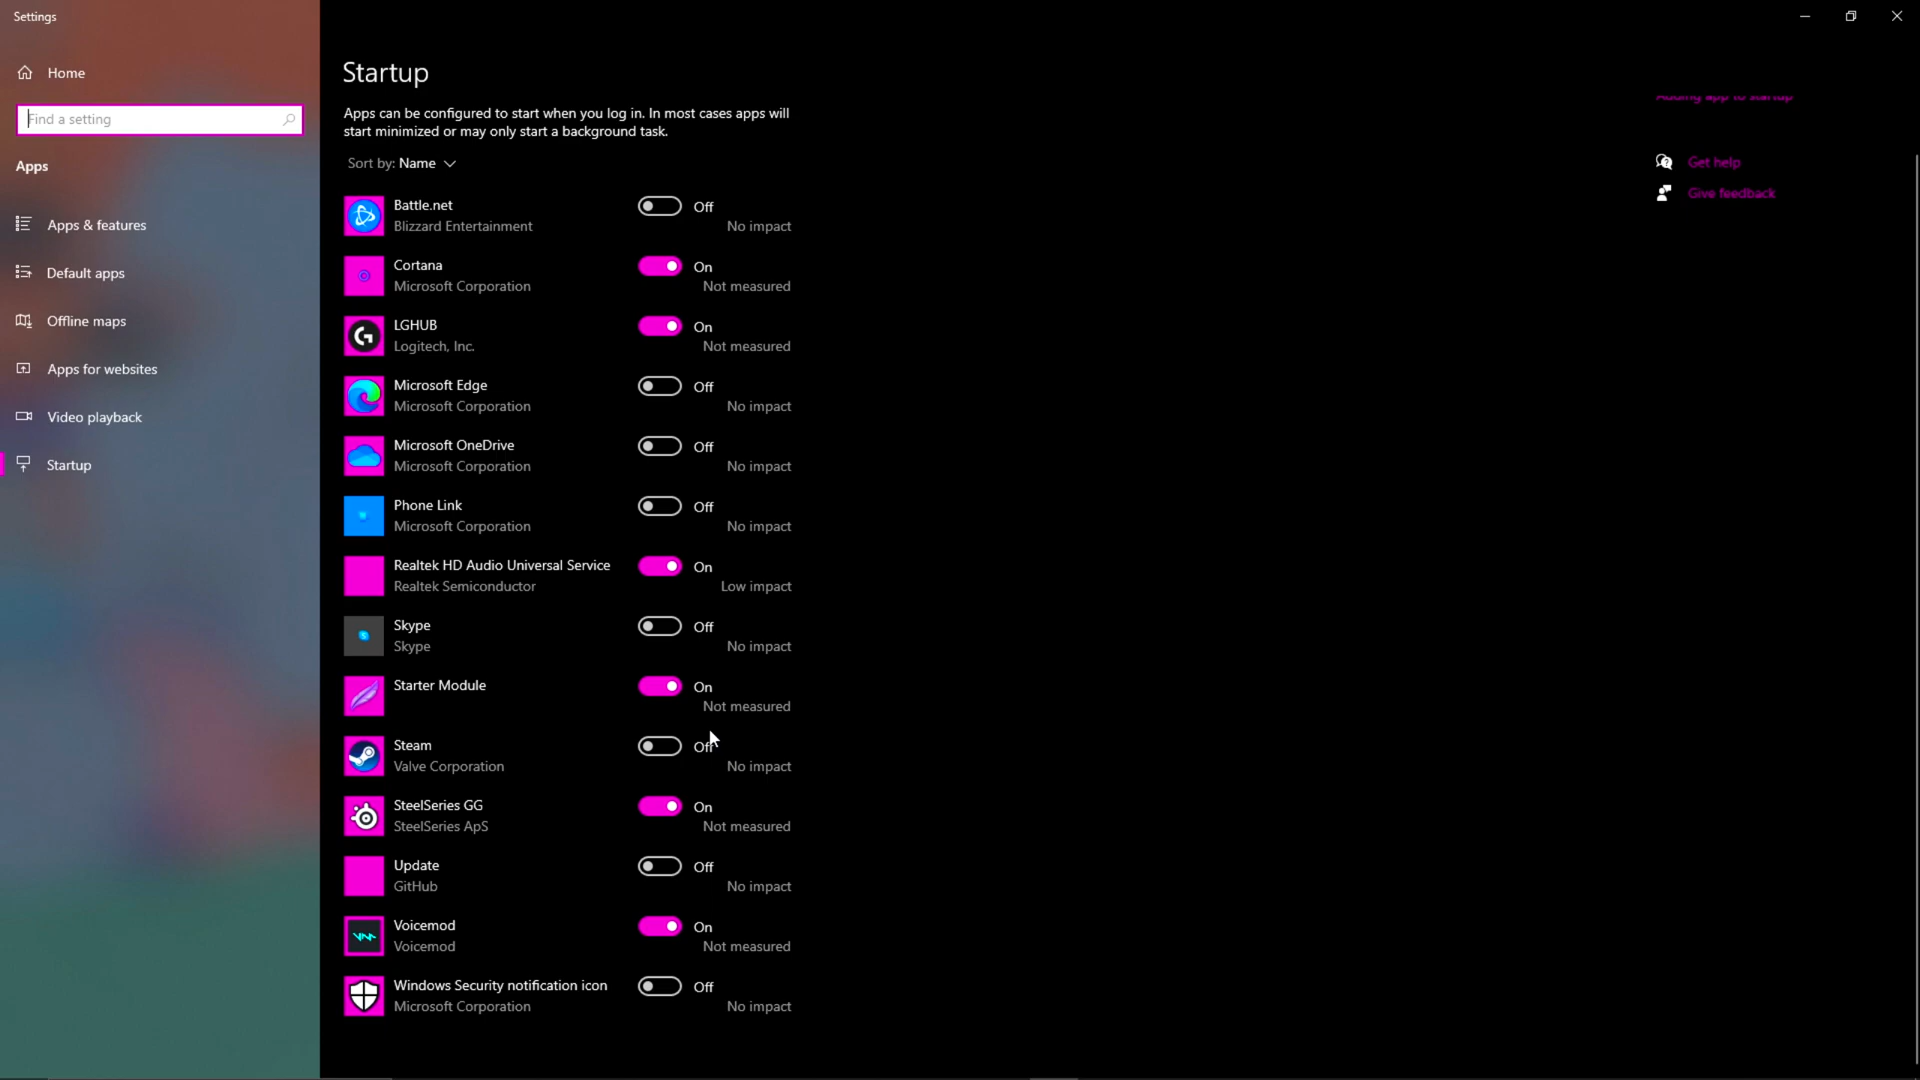 Settings
Home
Find a setting
Apps
Apps & features
Default apps
Offline maps
Apps for websites
Video playback
Startup
Startup
Apps can be configured to start when you log in. In most cases apps will
start minimized or may only start a background task.
Sort by: Name
Battle.net Off
Blizzard Entertainment No impact
Cortana On
Microsoft Corporation Not measured
LGHUB On
Logitech, Inc. Not measured
Microsoft Edge Off
Microsoft Corporation No impact
Microsoft OneDrive Off
Microsoft Corporation No impact
Phone Link Off
Microsoft Corporation No impact
Realtek HD Audio Universal Service On
Realtek Semiconductor Low impact
Skype Off
Skype No impact
Starter Module On
Not measured
Steam Off
Valve Corporation No impact
SteelSeries GG On
SteelSeries ApS Not measured
Update Off
GitHub No impact
Voicemod On
Voicemod Not measured
Windows Security notification icon Off
Microsoft Corporation No impact
Adding app to startup
Get help
Give feedback